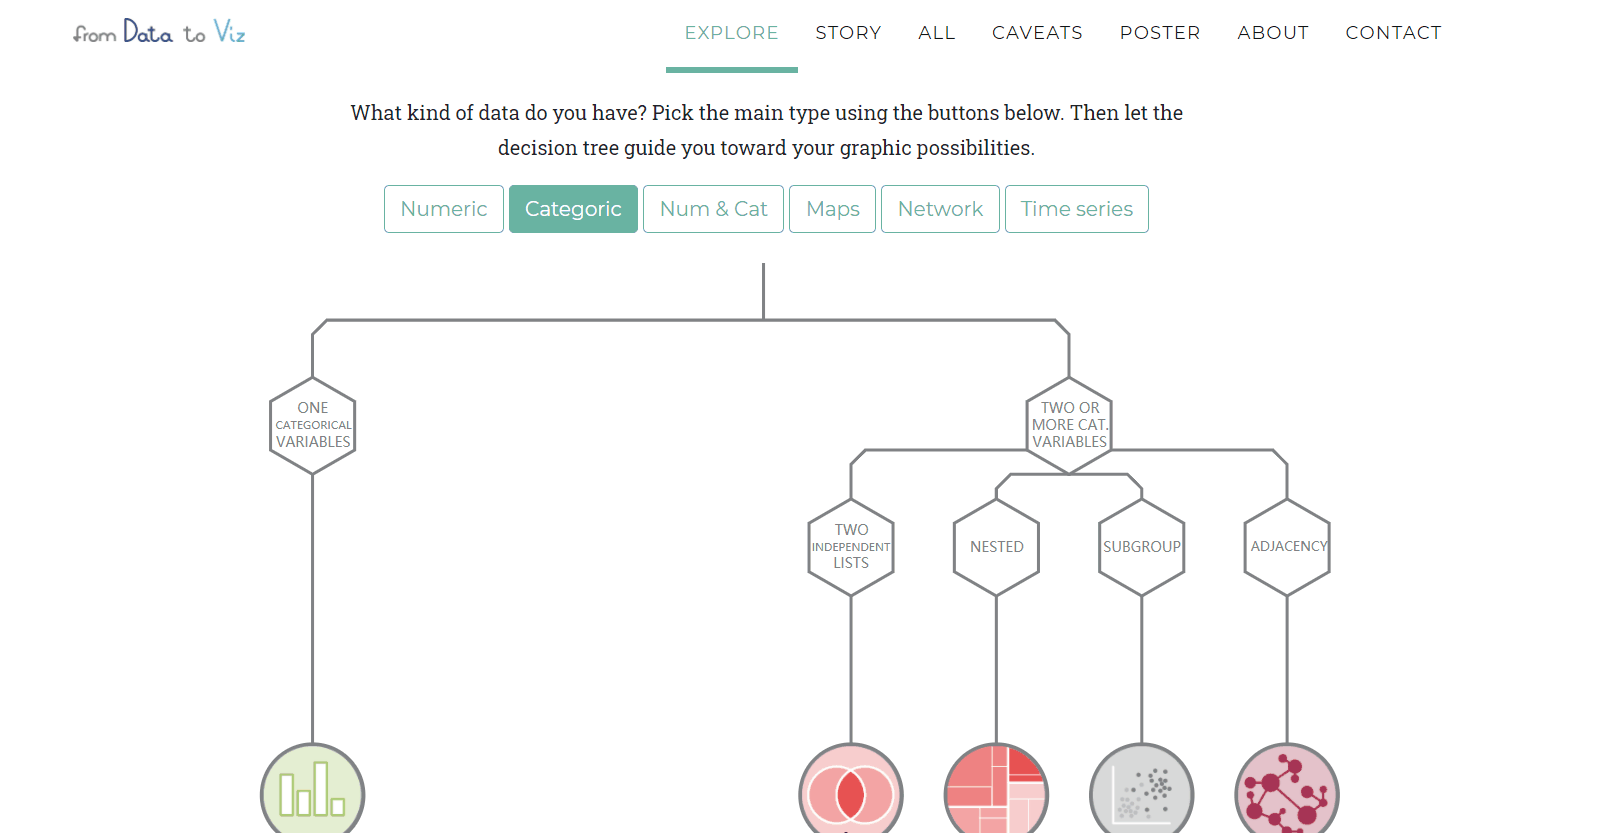 from Data to Viz
EXPLORE
STORY
ALL
CAVEATS
POSTER
ABOUT
CONTACT
What kind of data do you have? Pick the main type using the buttons below. Then let the
decision tree guide you toward your graphic possibilities.
Numeric
Categoric
Num & Cat
Maps
Network
Time series
ONE
CATEGORICAL
VARIABLES
TWO OR
MORE CAT.
VARIABLES
TWO
INDEPENDENT
LISTS
NESTED
SUBGROUP
ADJACENCY